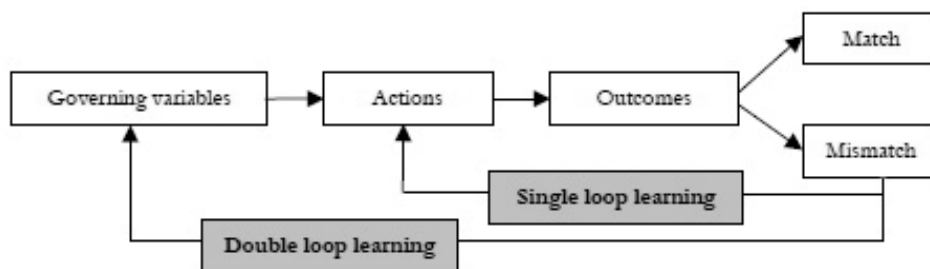 Match
Governing variables
Actions
Outcomes
Mismatch
Single loop learning
Double loop learning